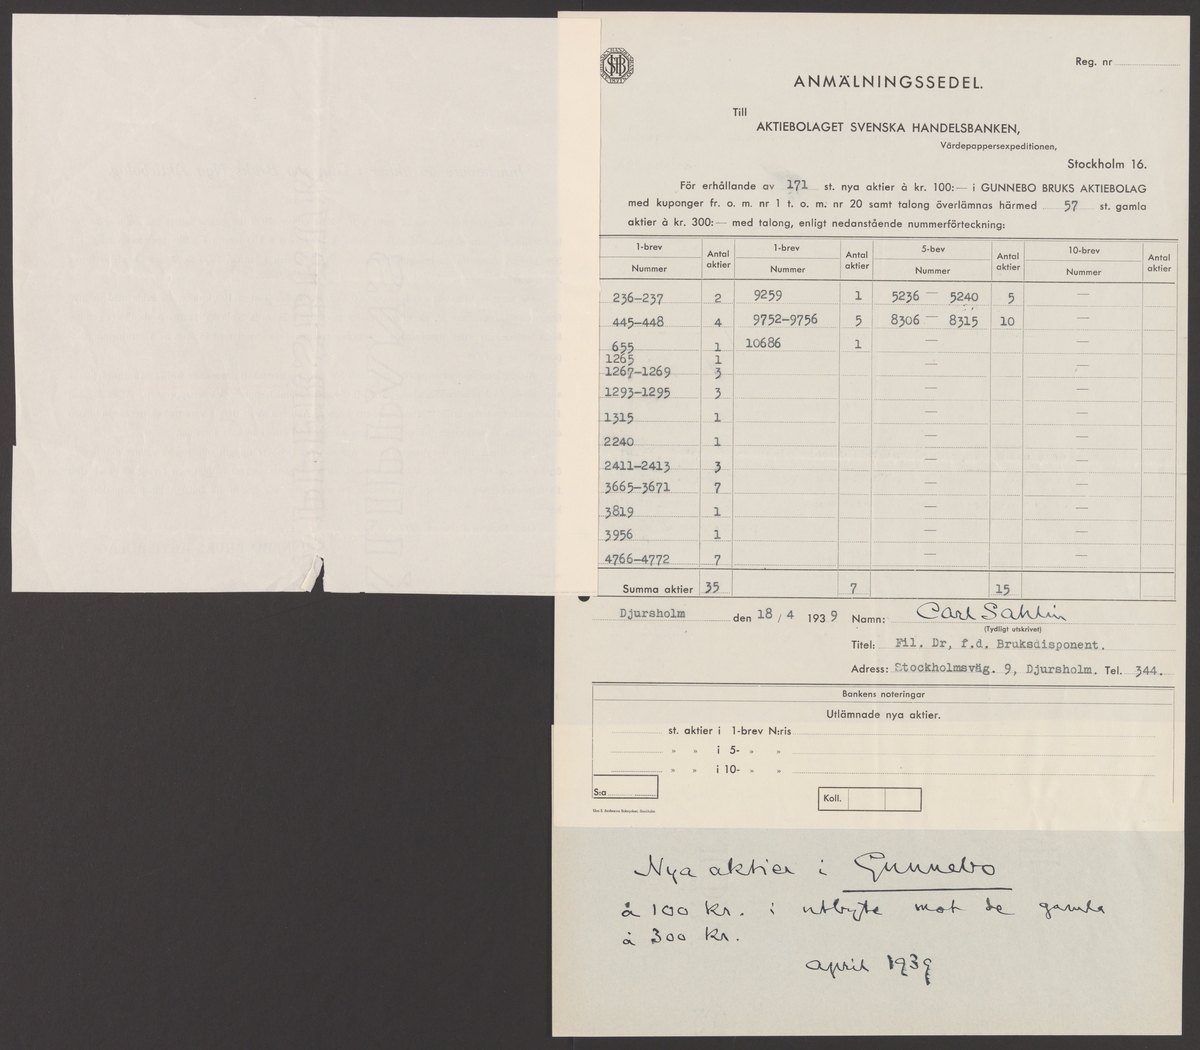 Reg. nr
SHB
ANMÄLNINGSSEDEL.
Till
AKTIEBOLAGET SVENSKA HANDELSBANKEN,
Värdepappersexpeditionen,
Stockholm 16.
För erhållande av 171 st. nya aktier à kr. 100:— i GUNNEBO BRUKS AKTIEBOLAG
med kuponger fr. o. m. nr 1 t. o. m. nr 20 samt talong överlämnas härmed 57 st. gamla
aktier à kr. 300:— med talong, enligt nedanstående nummerförteckning:
1-brev Antal aktier 1-brev Antal aktier 5-bev Antal aktier 10-brev Antal aktier
Nummer Nummer Nummer Nummer
236-237 2 9259 1 5236 — 5240 5 —
445-448 4 9752-9756 5 8306 — 8315 10 —
655 1 10686 1 — —
1265 1
1267-1269 3 — —
1293-1295 3 — —
1315 1 — —
2240 1 — —
2411-2413 3 — —
3665-3671 7 — —
3819 1 — —
3956 1 — —
4766-4772 7 — —
Summa aktier 35 7 15
Djursholm den 18 / 4 1939 Namn: Carl Sahlin
(Tydligt utskrivet)
Titel: Fil. Dr, f.d. Bruksdisponent.
Adress: Stockholmsväg. 9, Djursholm. Tel. 344.
Bankens noteringar
Utlämnade nya aktier.
st. aktier i 1-brev N:ris
» » i 5- » »
» » i 10- » »
S:a
Koll.
Nya aktier i Gunnebo
à 100 kr. i utbyte mot de gamla
à 300 kr.
april 1939